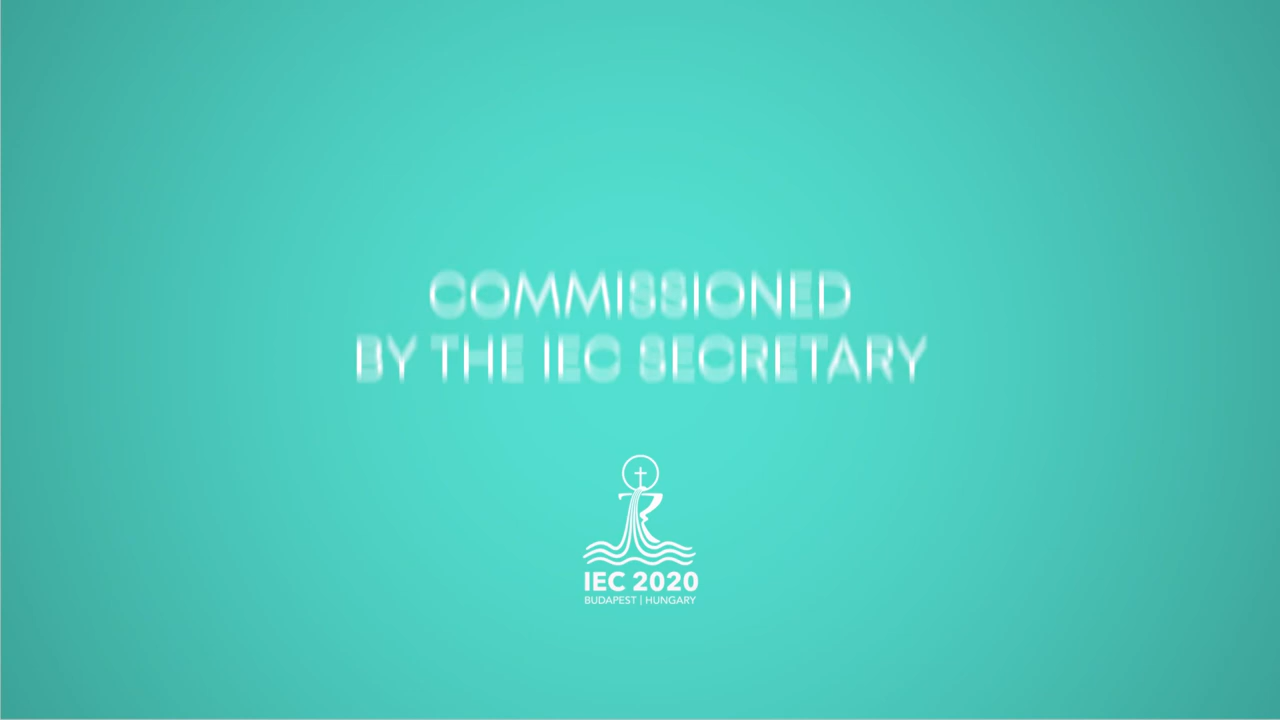 COMMISSIONED
BY THE IEC SECRETARY
IEC 2020
BUDAPEST | HUNGARY